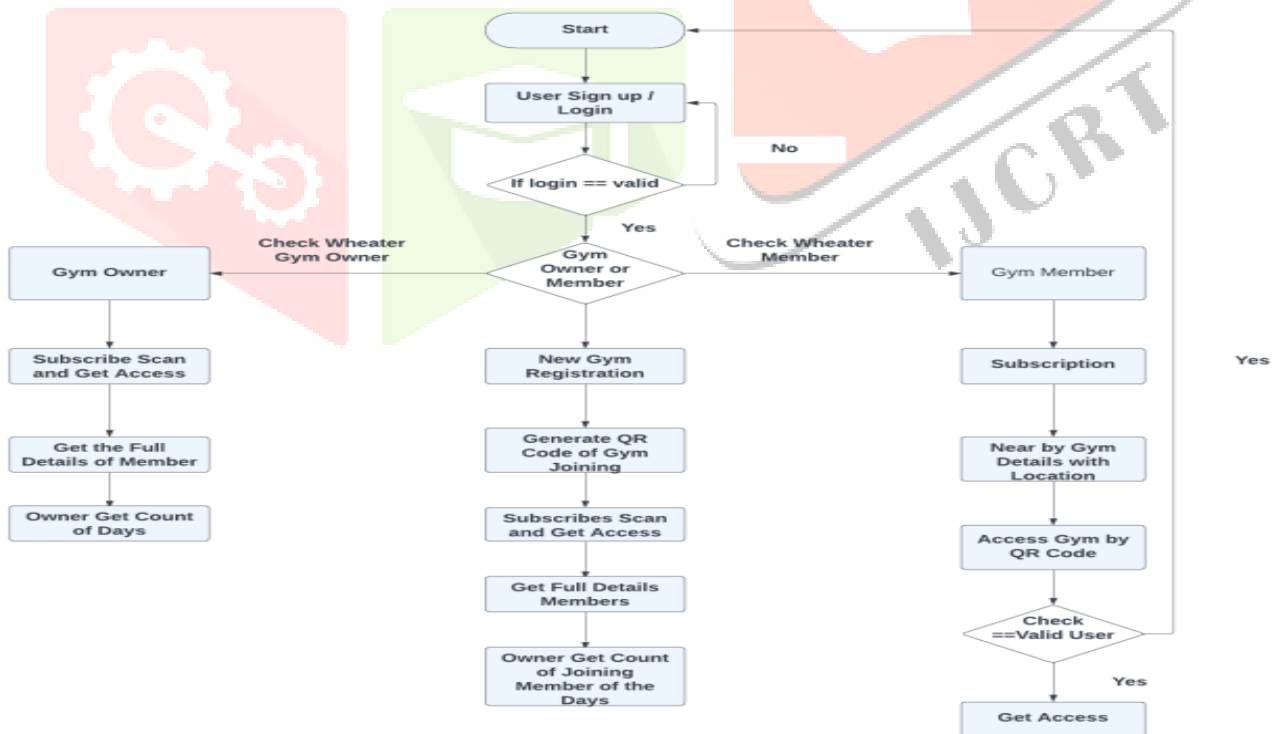 Start
User Sign up /
Login
No
If login == valid
IJCRT
Yes
Check Wheater
Gym Owner
Gym
Owner or
Member
Check Wheater
Member
Gym Owner
Gym Member
Subscribe Scan
and Get Access
New Gym
Registration
Subscription
Yes
Get the Full
Details of Member
Generate QR
Code of Gym
Joining
Near by Gym
Details with
Location
Owner Get Count
of Days
Subscribes Scan
and Get Access
Access Gym by
QR Code
Get Full Details
Members
Check
==Valid User
Owner Get Count
of Joining
Member of the
Days
Yes
Get Access